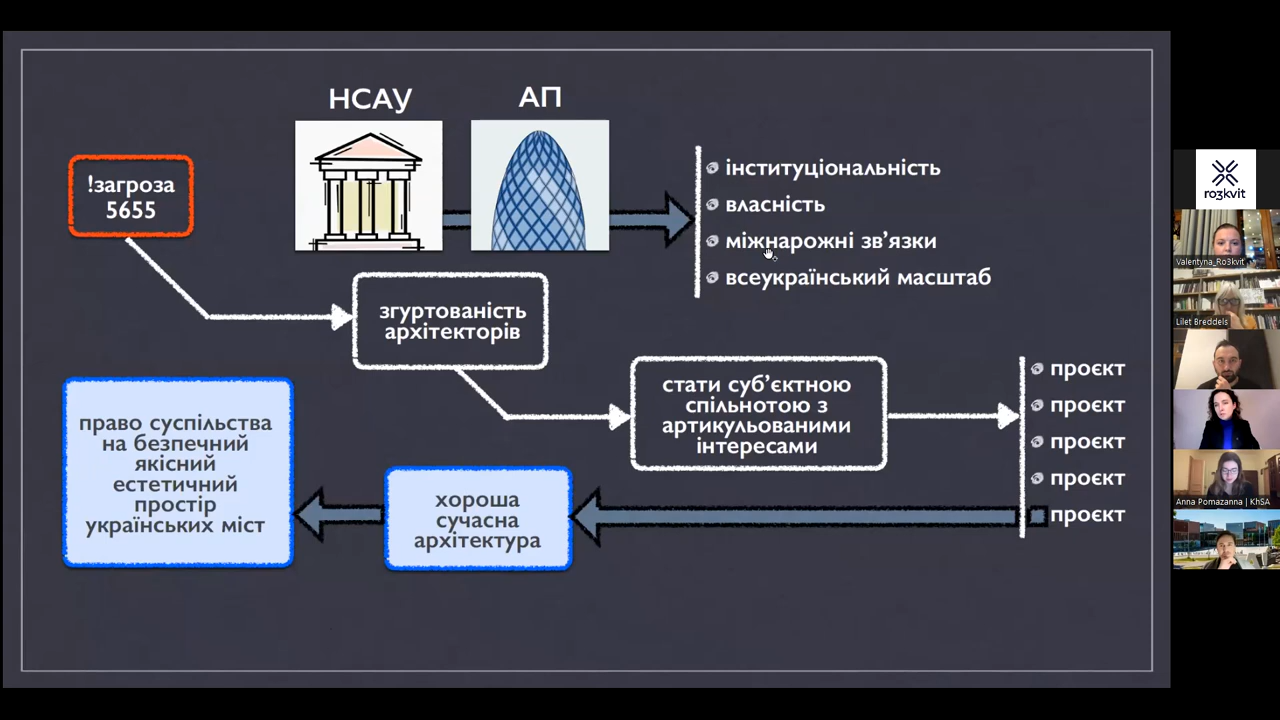 НСАУ
АП
!загроза
5655
інституціональність
власність
міжнарожні зв’язки
всеукраїнський масштаб
згуртованість
архітекторів
стати суб’єктною
спільнотою з
артикульованими
інтересами
проєкт
проєкт
проєкт
проєкт
проєкт
хороша
сучасна
архітектура
право суспільства
на безпечний
якісний
естетичний
простір
українських міст
ro3kvit
Valentyna_Ro3kvit
Lilet Breddels
Anna Pomazanna | KhSA